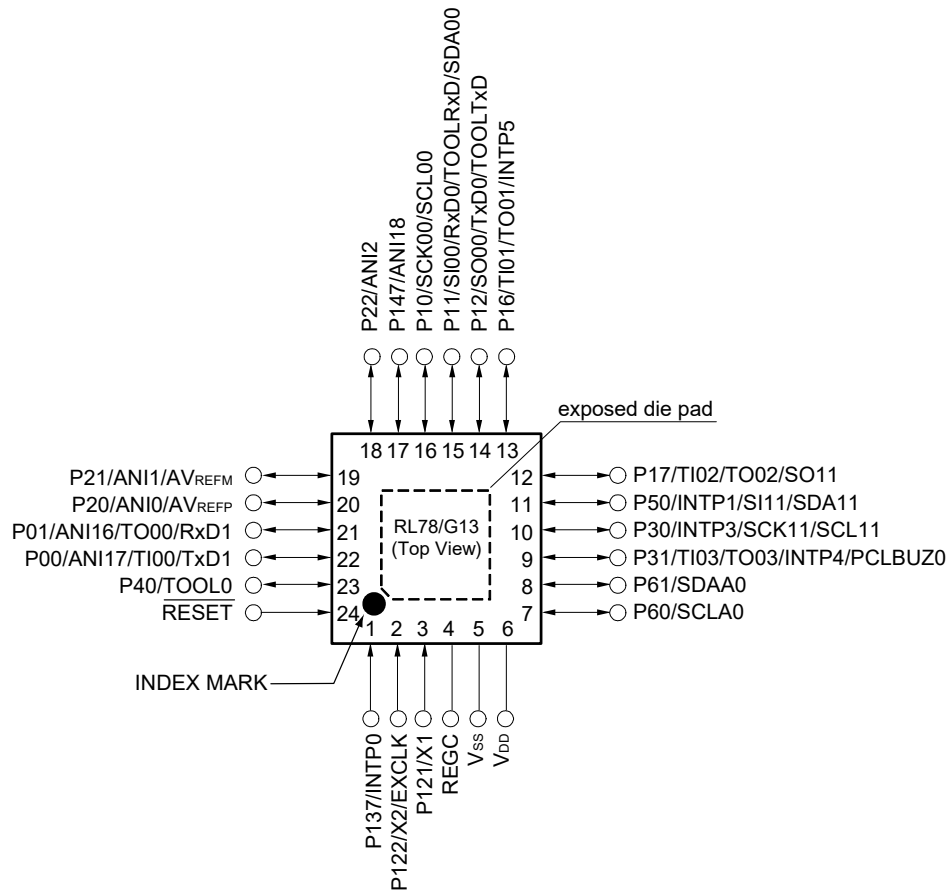 P22/ANI2
P147/ANI18
P10/SCK00/SCL00
P11/SI00/RxD0/TOOLRxD/SDA00
P12/SO00/TxD0/TOOLTxD
P16/TI01/TO01/INTP5
exposed die pad
18 17 16 15 14 13
P21/ANI1/AVREFM 19
P20/ANI0/AVREFP 20
P01/ANI16/TO00/RxD1 21
P00/ANI17/TI00/TxD1 22
P40/TOOL0 23
RESET 24
RL78/G13
(Top View)
12 P17/TI02/TO02/SO11
11 P50/INTP1/SI11/SDA11
10 P30/INTP3/SCK11/SCL11
9 P31/TI03/TO03/INTP4/PCLBUZ0
8 P61/SDAA0
7 P60/SCLA0
1 2 3 4 5 6
INDEX MARK
P137/INTP0
P122/X2/EXCLK
P121/X1
REGC
VSS
VDD